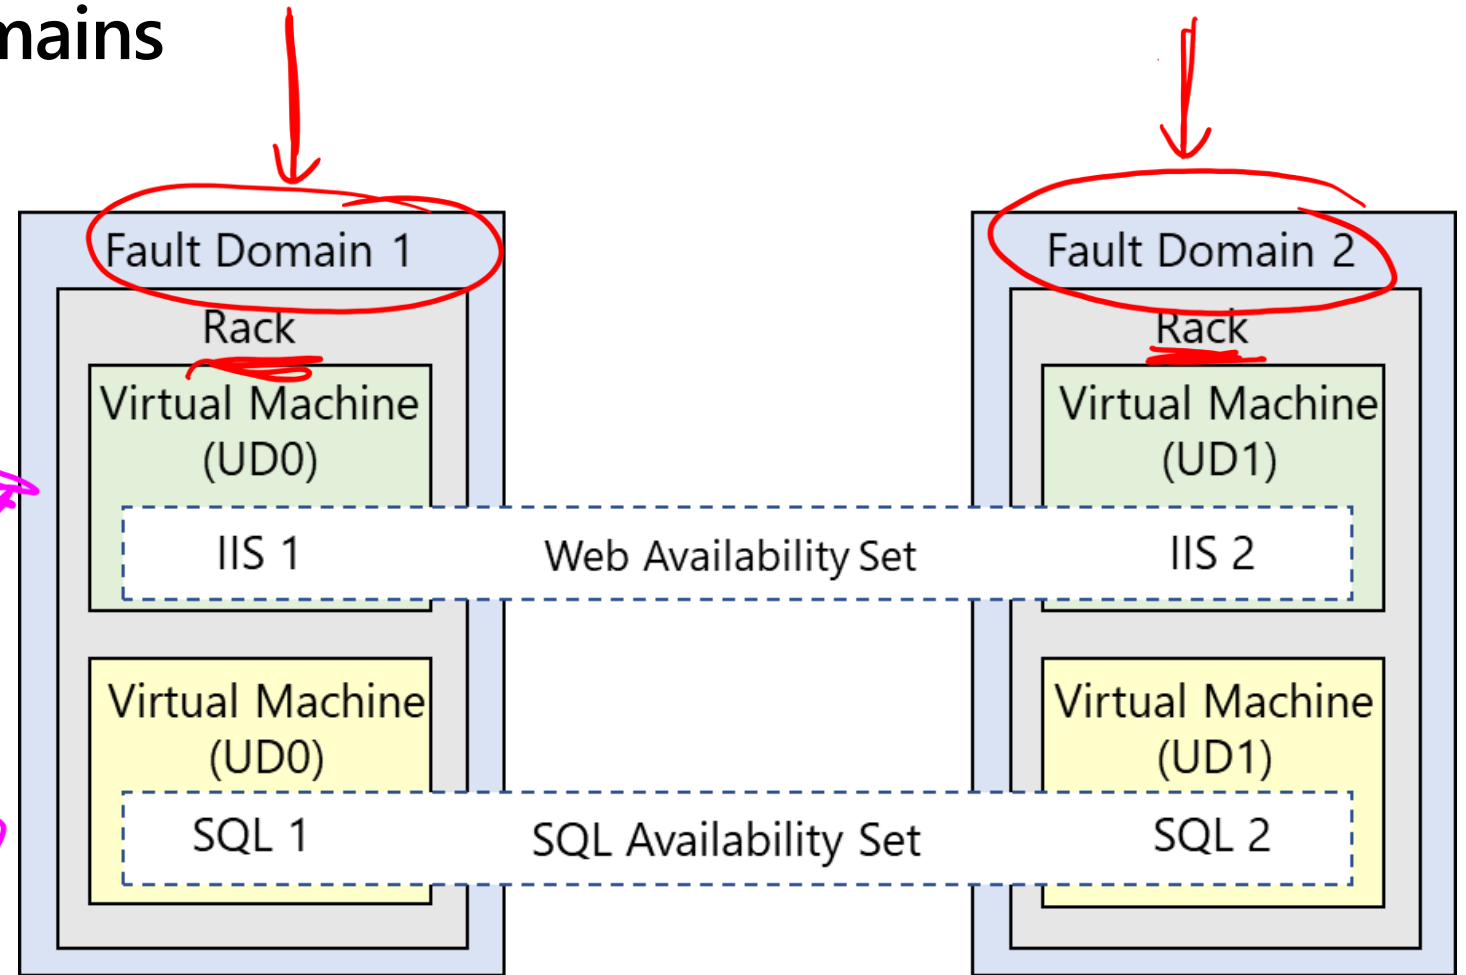 mains
Fault Domain 1
Rack
Virtual Machine
(UD0)
IIS 1
Virtual Machine
(UD0)
SQL 1
Web Availability Set
SQL Availability Set
Fault Domain 2
Rack
Virtual Machine
(UD1)
IIS 2
Virtual Machine
(UD1)
SQL 2